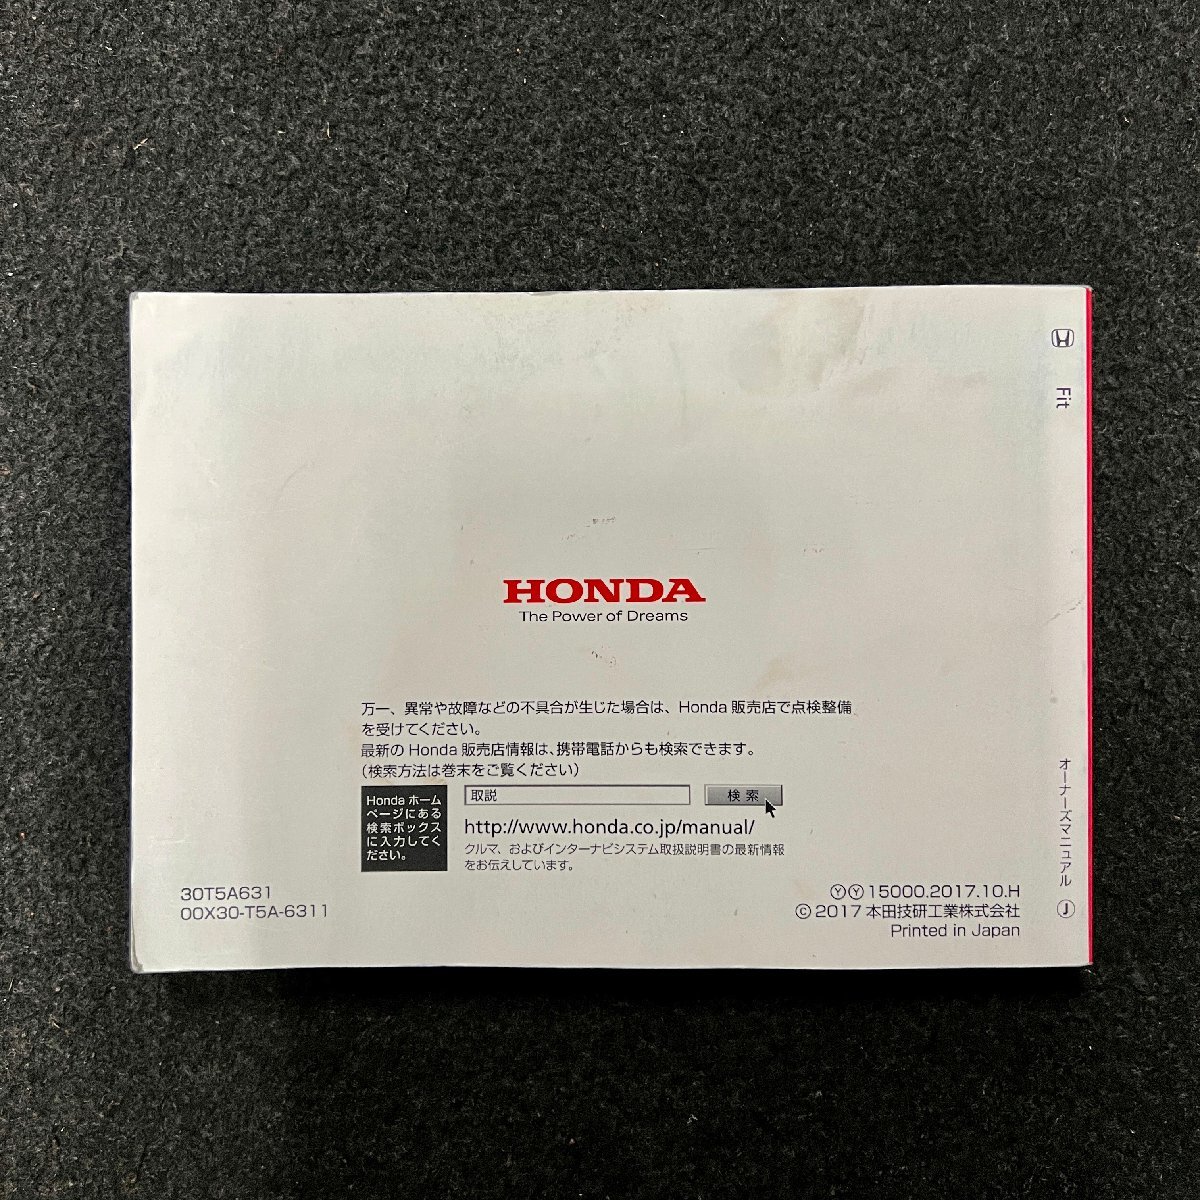 HONDA
The Power of Dreams
万一、異常や故障などの不具合が生じた場合は、Honda 販売店で点検整備
を受けてください。
最新の Honda 販売店情報は、携帯電話からも検索できます。
（検索方法は巻末をご覧ください）
Honda ホーム
ページにある
検索ボックス
に入力してく
ださい。
取説
検 索
http://www.honda.co.jp/manual/
クルマ、およびインターナビシステム取扱説明書の最新情報
をお伝えしています。
30T5A631
00X30-T5A-6311
ⓎⓎ15000.2017.10.H
Ⓒ2017 本田技研工業株式会社
Printed in Japan
Fit
オーナーズマニュアル
Ⓙ